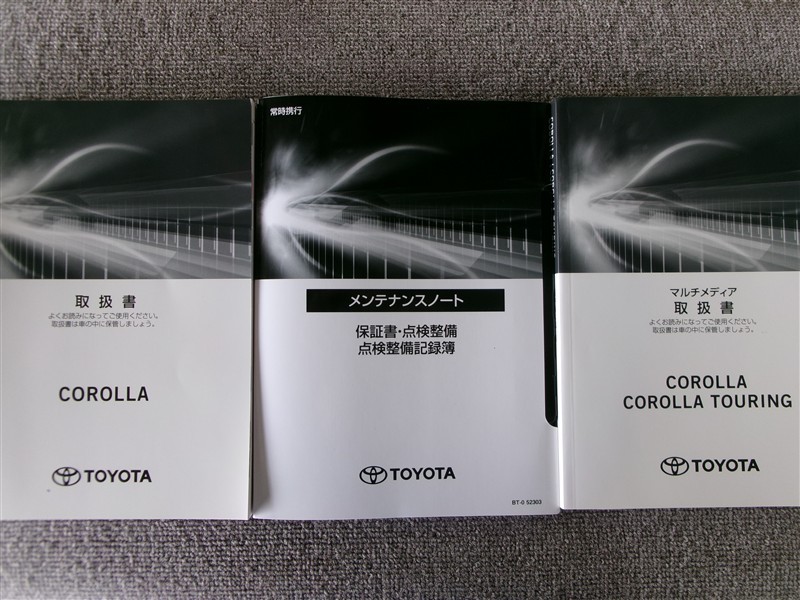 取扱書
よくお読みになってご使用ください。
取扱書は車の中に保管しましょう。
COROLLA
TOYOTA
常時携行
メンテナンスノート
保証書・点検整備
点検整備記録簿
TOYOTA
BT-0 52303
マルチメディア
取扱書
よくお読みになってご使用ください。
取扱書は車の中に保管しましょう。
COROLLA
COROLLA TOURING
TOYOTA